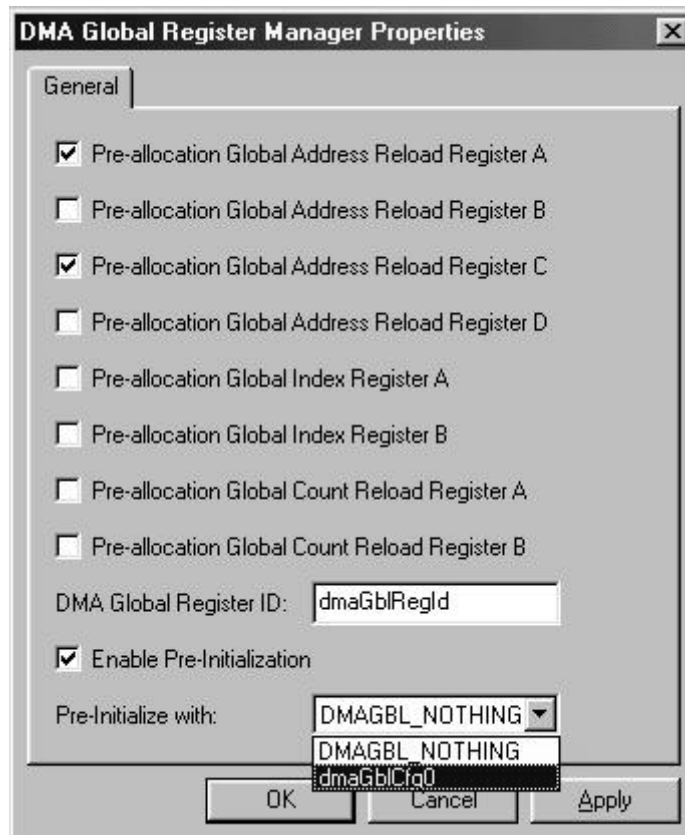 DMA Global Register Manager Properties
General
Pre-allocation Global Address Reload Register A
Pre-allocation Global Address Reload Register B
Pre-allocation Global Address Reload Register C
Pre-allocation Global Address Reload Register D
Pre-allocation Global Index Register A
Pre-allocation Global Index Register B
Pre-allocation Global Count Reload Register A
Pre-allocation Global Count Reload Register B
DMA Global Register ID: dmaGblRegId
Enable Pre-Initialization
Pre-Initialize with: DMAGBL_NOTHING
DMAGBL_NOTHING
dmaGblCfg0
OK Cancel Apply